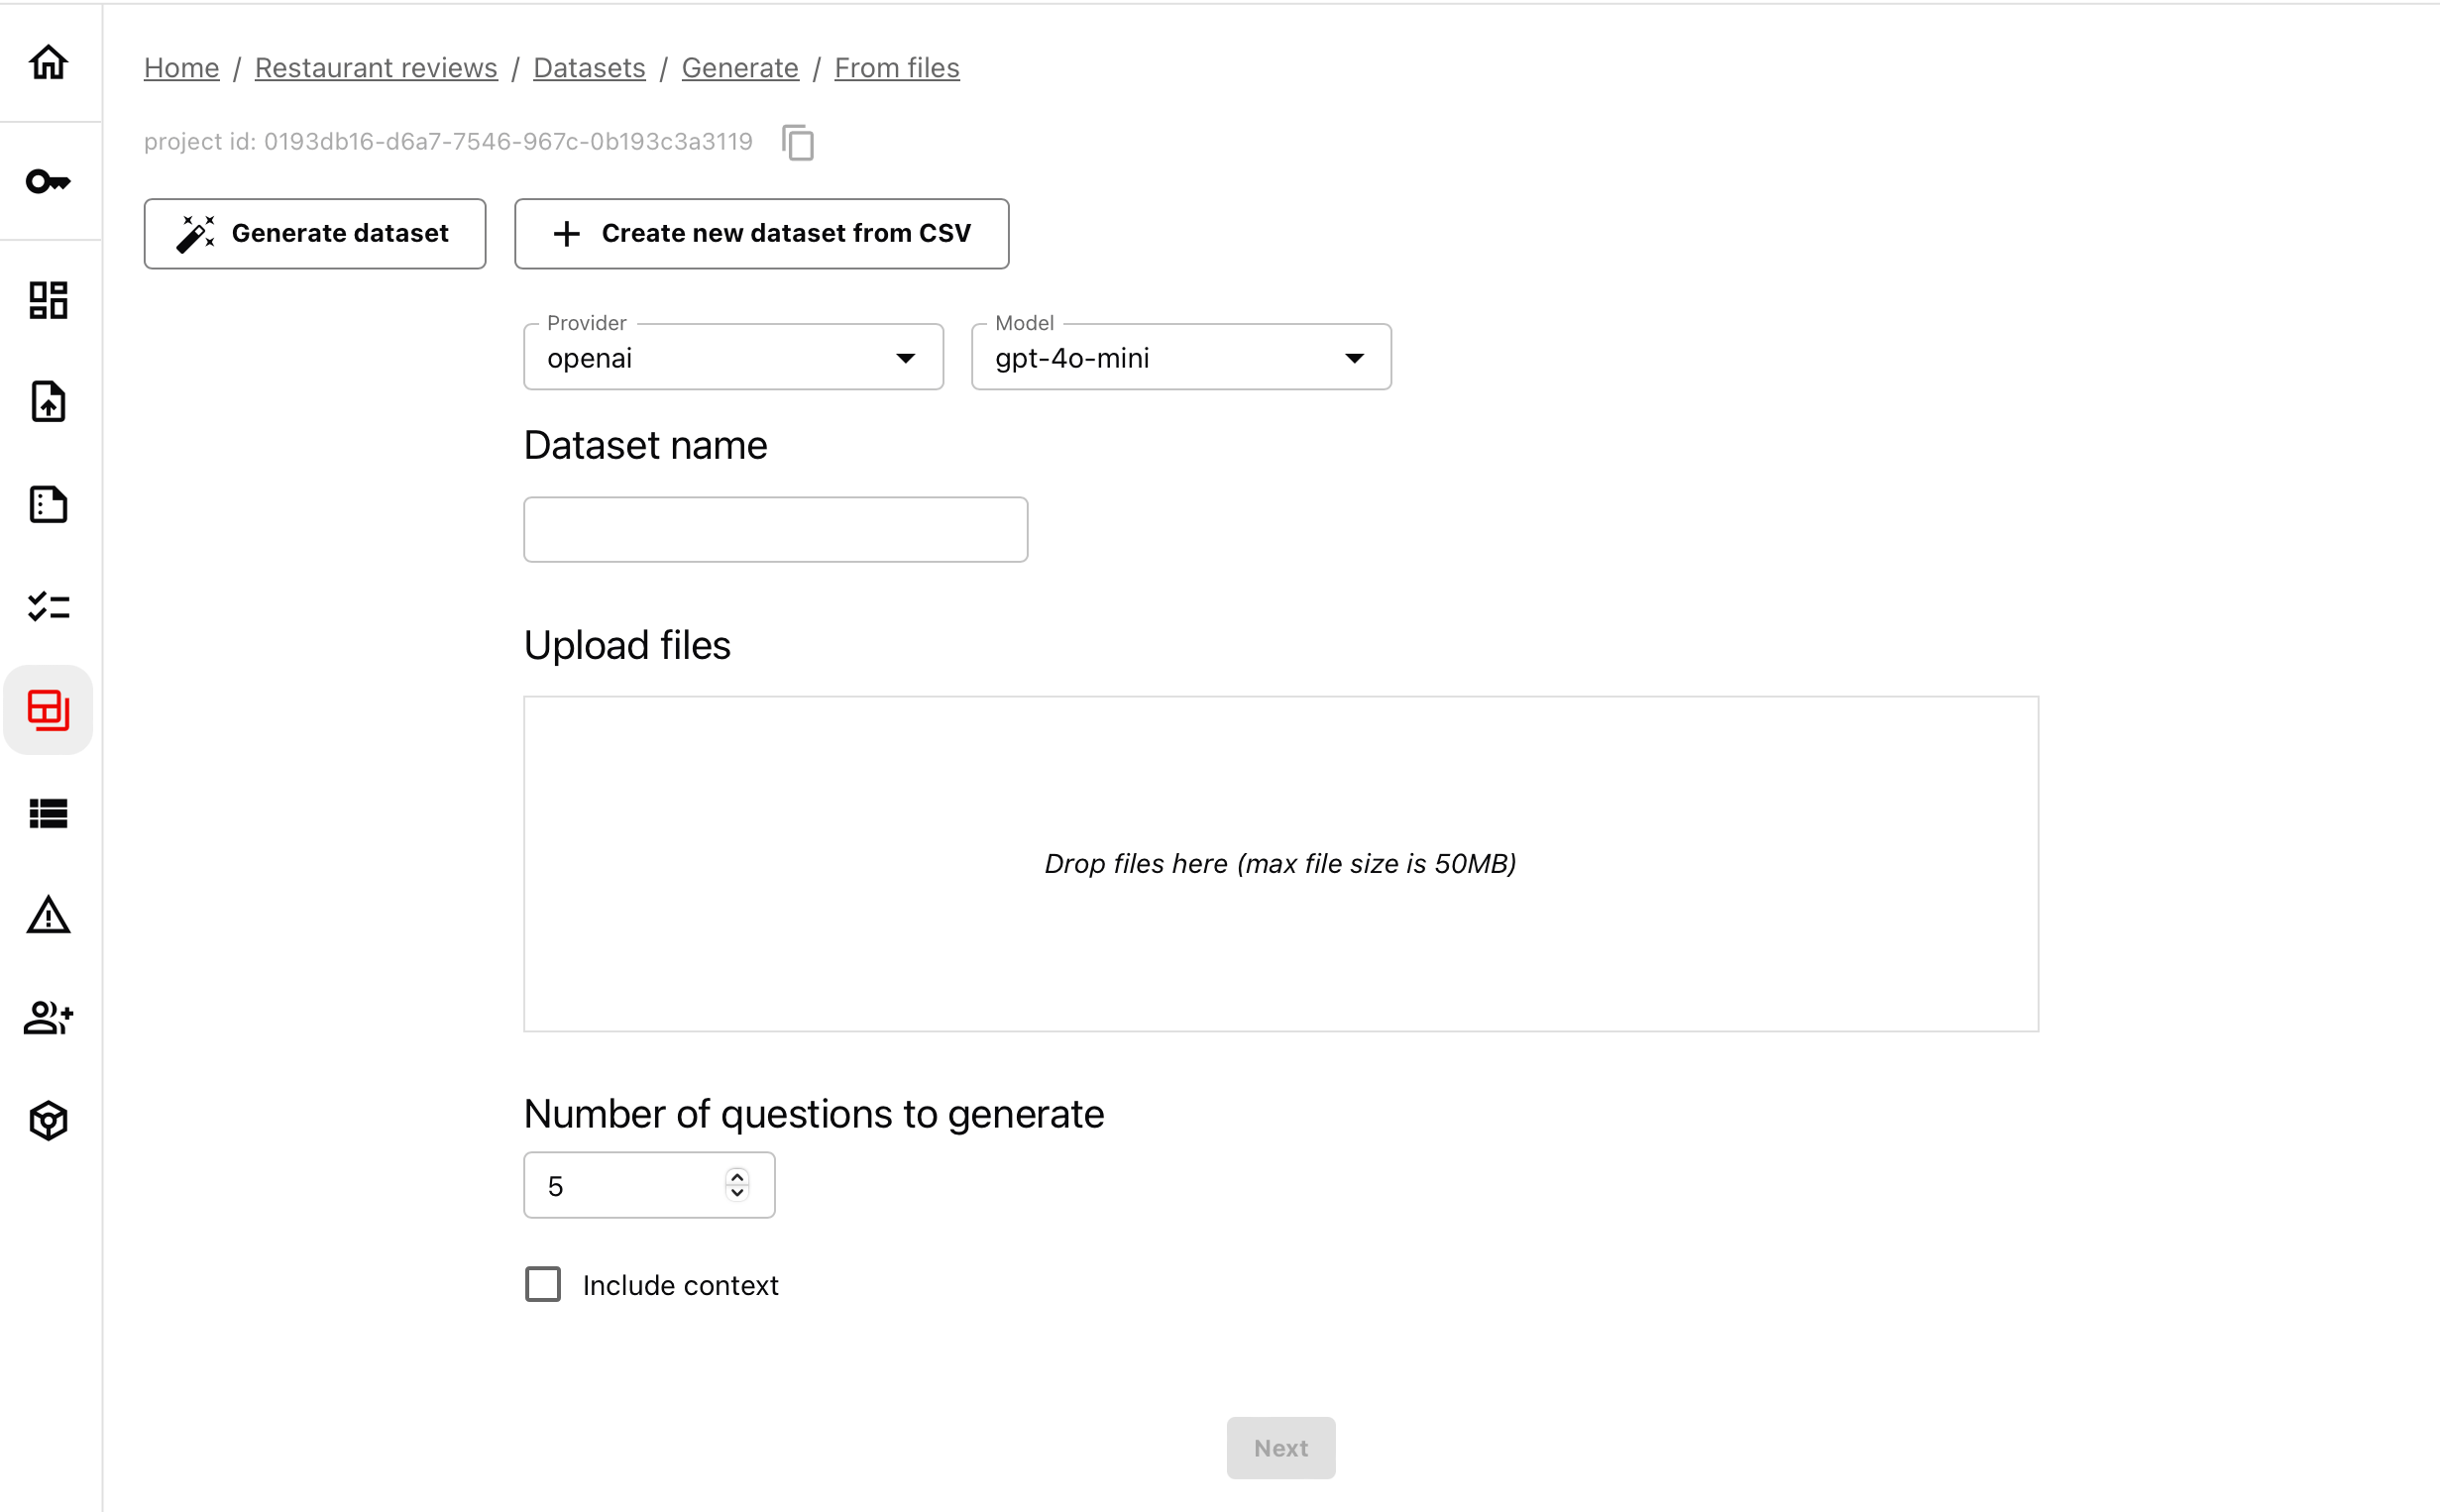 Home / Restaurant reviews / Datasets / Generate / From files
project id: 0193db16-d6a7-7546-967c-0b193c3a3119
Generate dataset
Create new dataset from CSV
Provider
openai
Model
gpt-4o-mini
Dataset name
Upload files
Drop files here (max file size is 50MB)
Number of questions to generate
5
Include context
Next